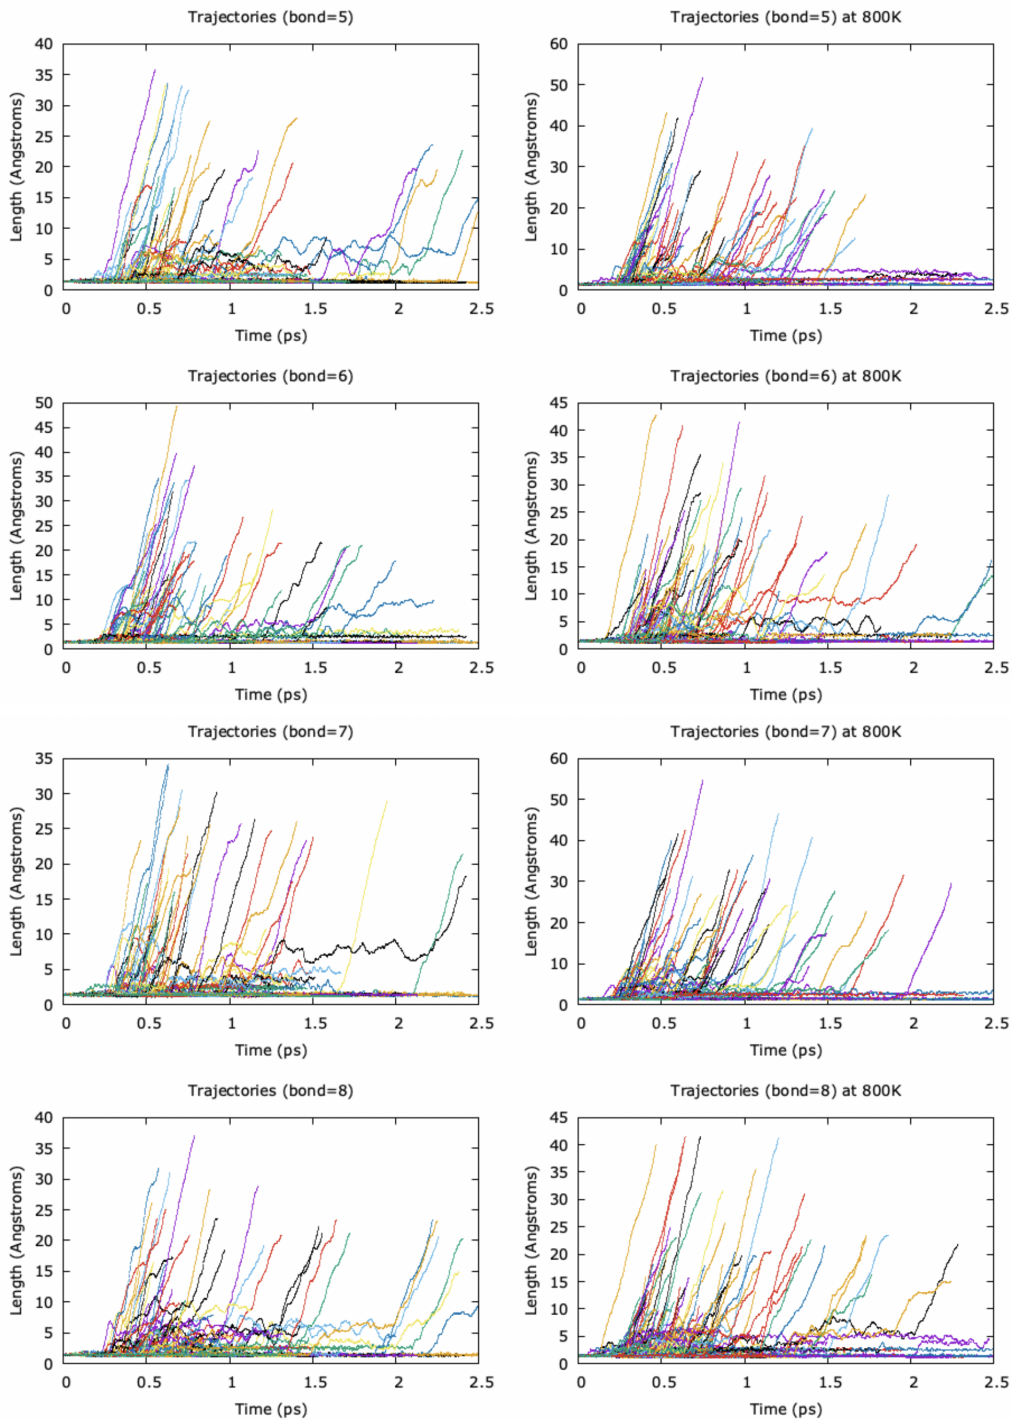 Trajectories (bond=5)
40
35
30
25
20
15
10
5
0
Length (Angstroms)
0 0.5 1 1.5 2 2.5
Time (ps)
Trajectories (bond=5) at 800K
60
50
40
30
20
10
0
Length (Angstroms)
0 0.5 1 1.5 2 2.5
Time (ps)
Trajectories (bond=6)
50
45
40
35
30
25
20
15
10
5
0
Length (Angstroms)
0 0.5 1 1.5 2 2.5
Time (ps)
Trajectories (bond=6) at 800K
45
40
35
30
25
20
15
10
5
0
Length (Angstroms)
0 0.5 1 1.5 2 2.5
Time (ps)
Trajectories (bond=7)
35
30
25
20
15
10
5
0
Length (Angstroms)
0 0.5 1 1.5 2 2.5
Time (ps)
Trajectories (bond=7) at 800K
60
50
40
30
20
10
0
Length (Angstroms)
0 0.5 1 1.5 2 2.5
Time (ps)
Trajectories (bond=8)
40
35
30
25
20
15
10
5
0
Length (Angstroms)
0 0.5 1 1.5 2 2.5
Time (ps)
Trajectories (bond=8) at 800K
45
40
35
30
25
20
15
10
5
0
Length (Angstroms)
0 0.5 1 1.5 2 2.5
Time (ps)